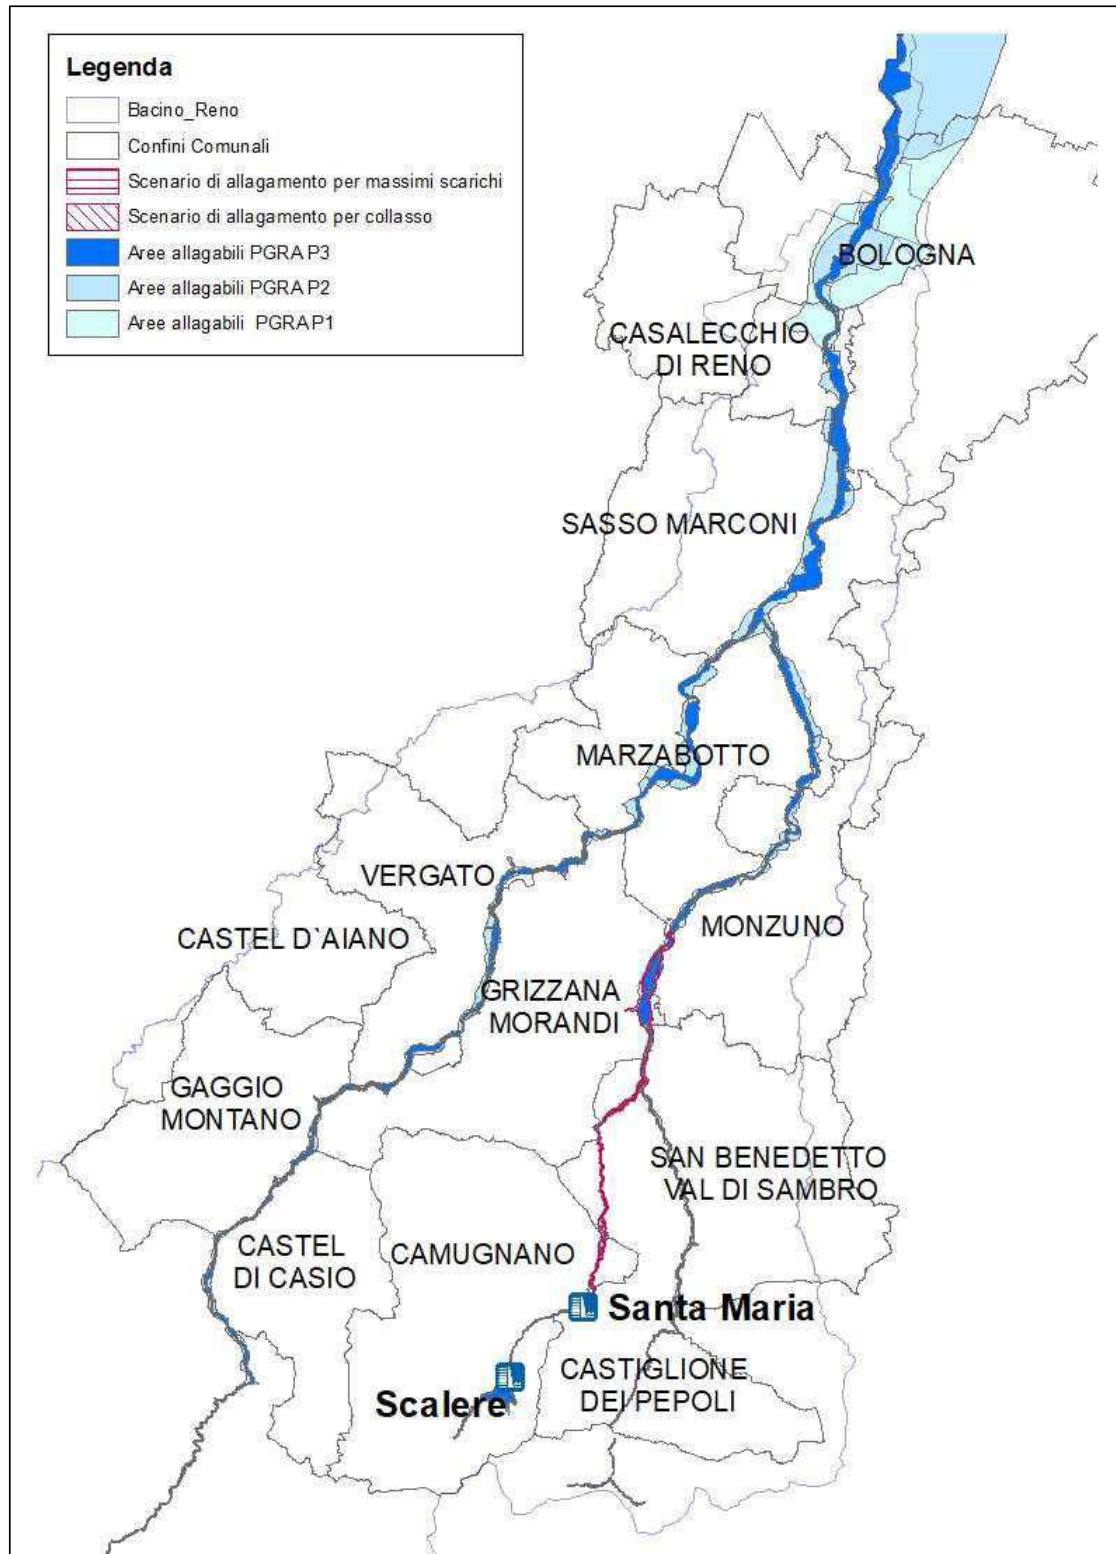 Legenda
Bacino_Reno
Confini Comunali
Scenario di allagamento per massimi scarichi
Scenario di allagamento per collasso
Aree allagabili PGRA P3
Aree allagabili PGRA P2
Aree allagabili PGRA P1
BOLOGNA
CASALECCHIO
DI RENO
SASSO MARCONI
MARZABOTTO
VERGATO
CASTEL D`AIANO
MONZUNO
GRIZZANA
MORANDI
GAGGIO
MONTANO
SAN BENEDETTO
VAL DI SAMBRO
CASTEL
DI CASIO
CAMUGNANO
Santa Maria
CASTIGLIONE
DEI PEPOLI
Scalere